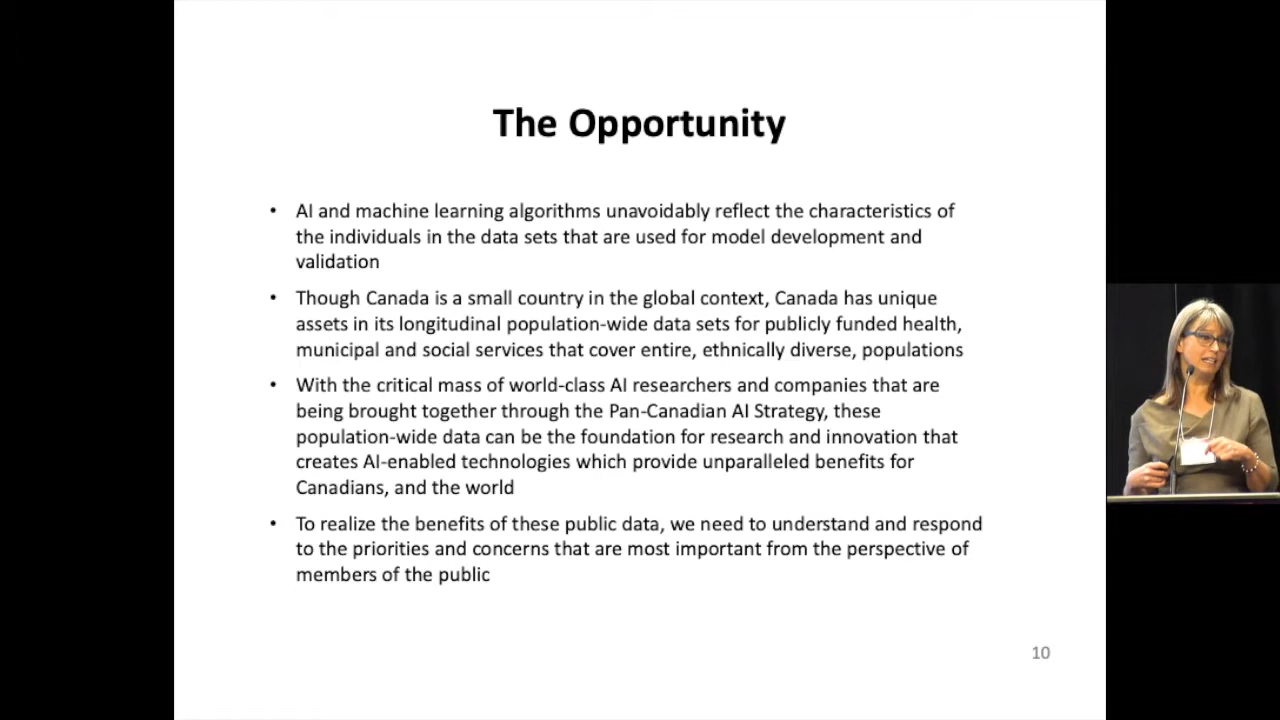 The Opportunity
• AI and machine learning algorithms unavoidably reflect the characteristics of
the individuals in the data sets that are used for model development and
validation
• Though Canada is a small country in the global context, Canada has unique
assets in its longitudinal population-wide data sets for publicly funded health,
municipal and social services that cover entire, ethnically diverse, populations
• With the critical mass of world-class AI researchers and companies that are
being brought together through the Pan-Canadian AI Strategy, these
population-wide data can be the foundation for research and innovation that
creates AI-enabled technologies which provide unparalleled benefits for
Canadians, and the world
• To realize the benefits of these public data, we need to understand and respond
to the priorities and concerns that are most important from the perspective of
members of the public
10